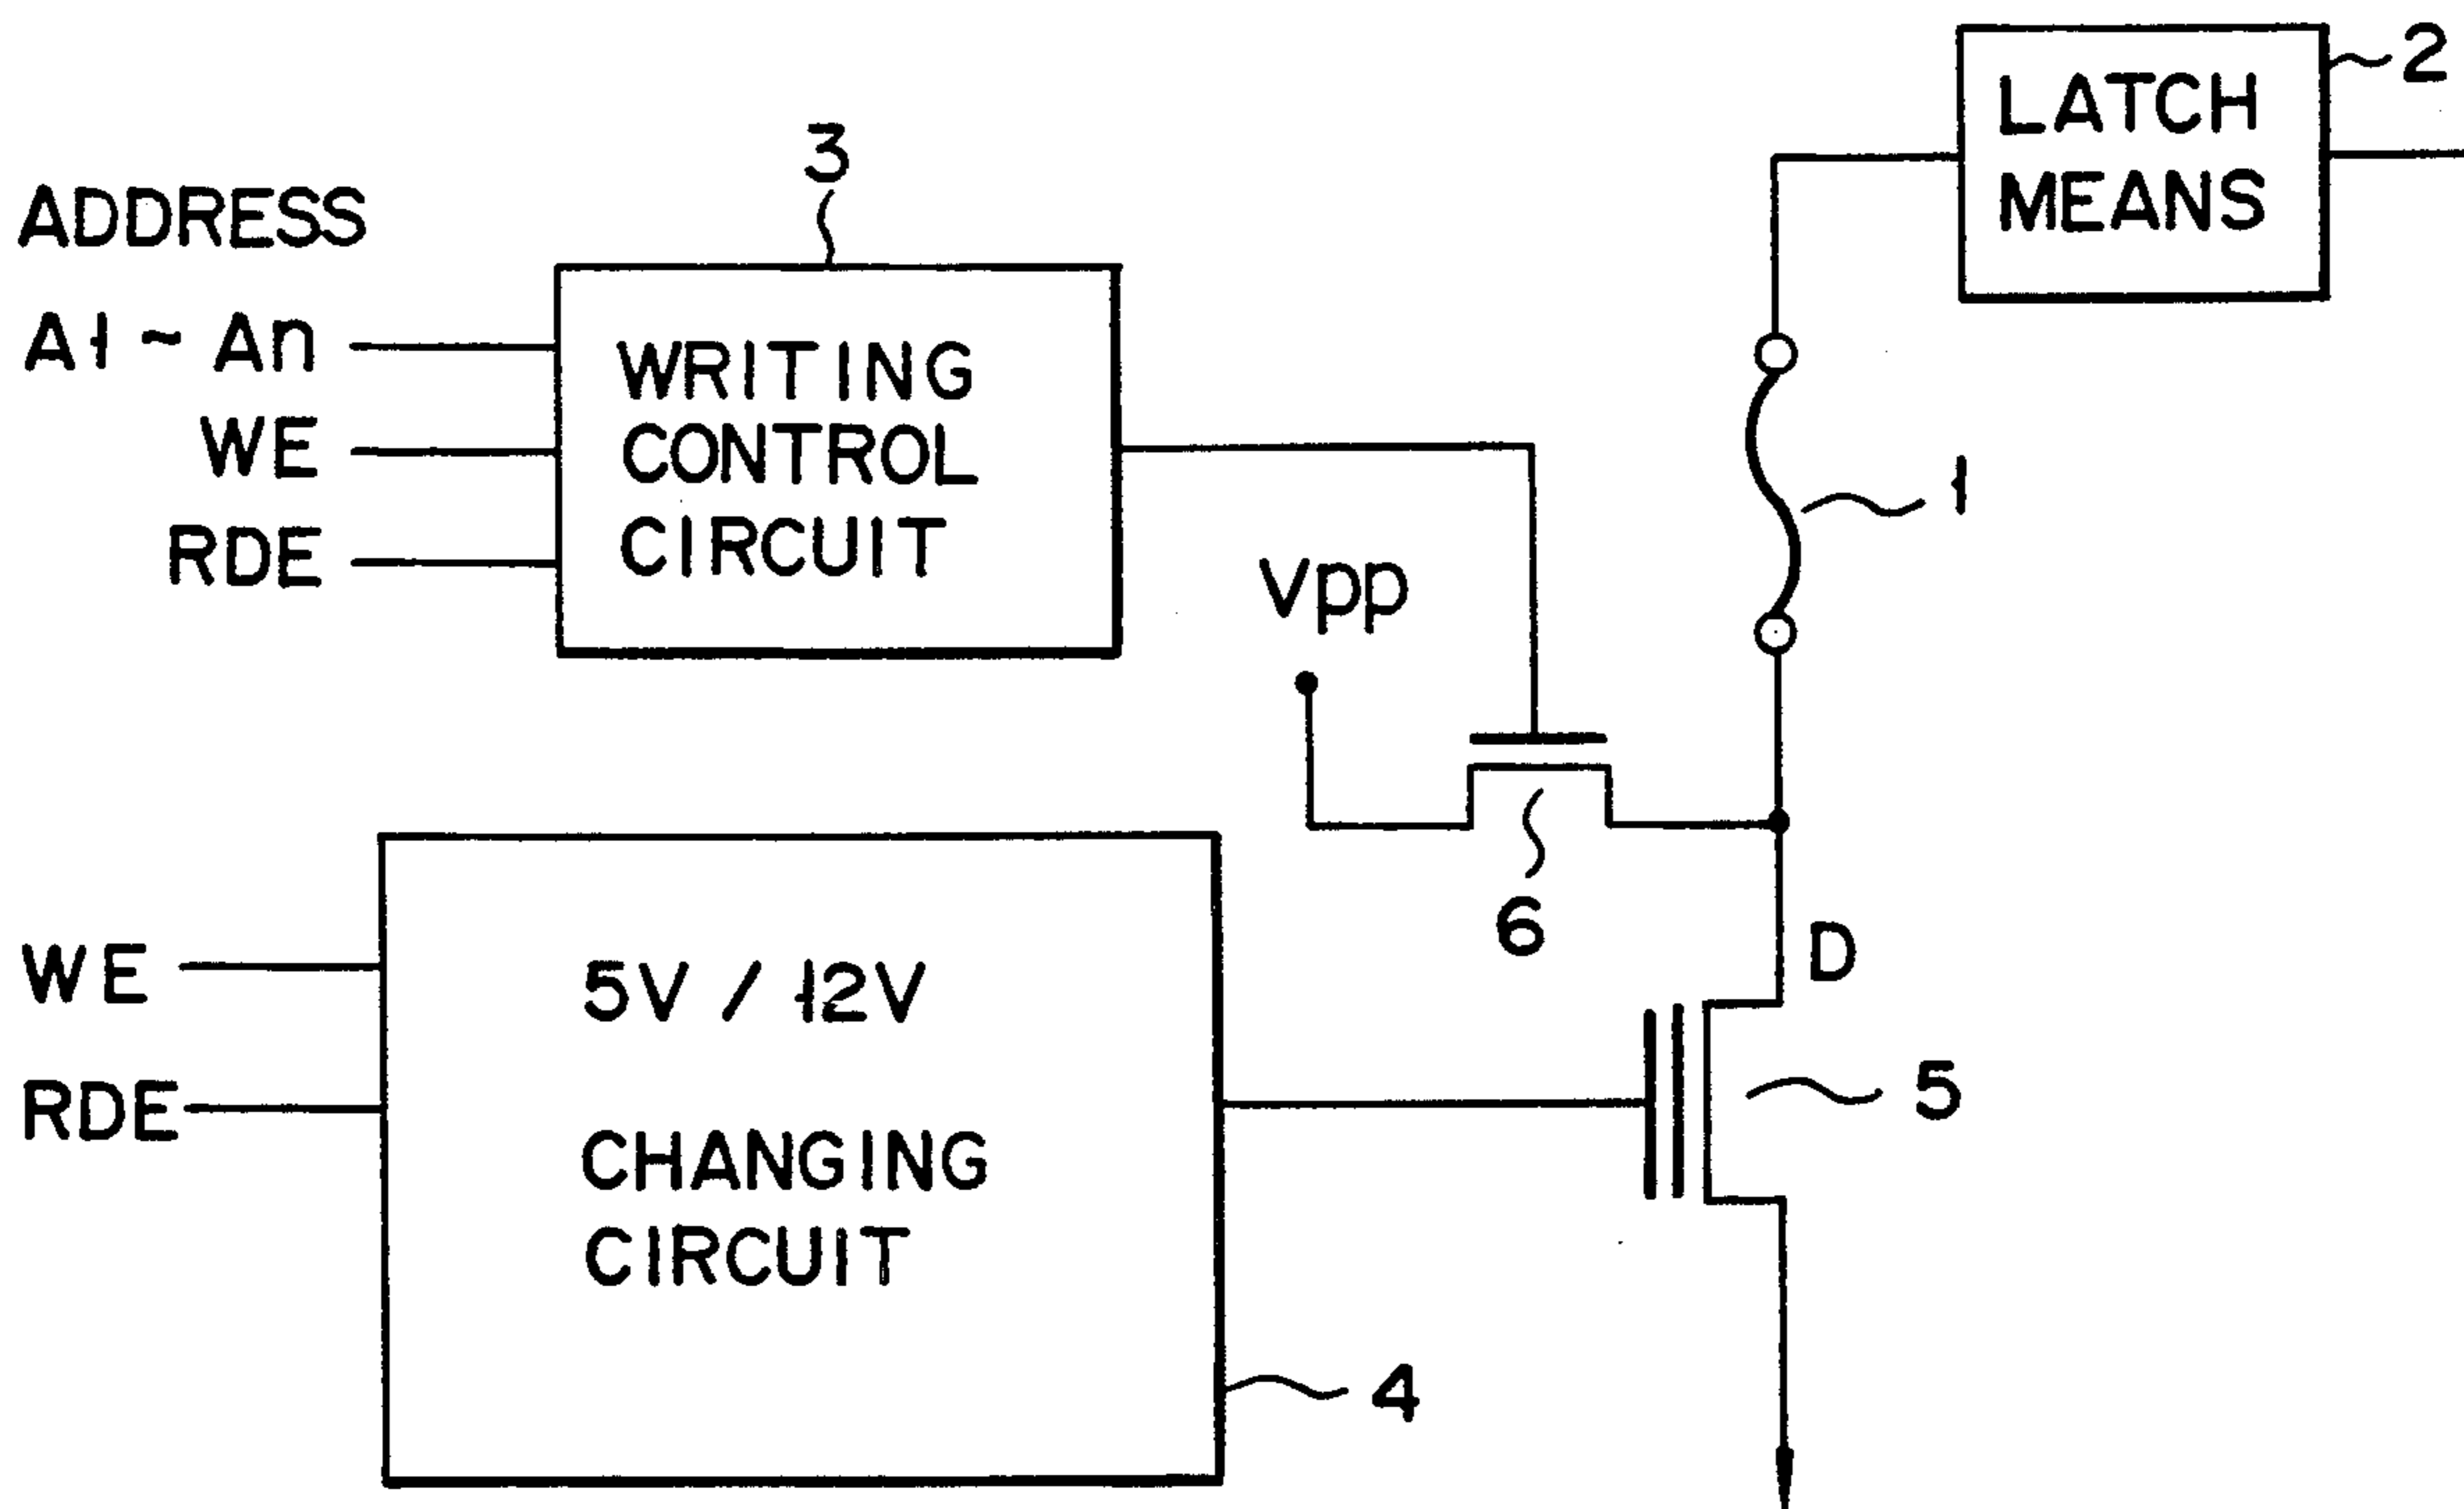 2
LATCH
MEANS
3
ADDRESS
A1 ~ An
WE
RDE
WRITING
CONTROL
CIRCUIT
1
Vpp
6
D
WE
RDE
5V / 12V
CHANGING
CIRCUIT
5
4